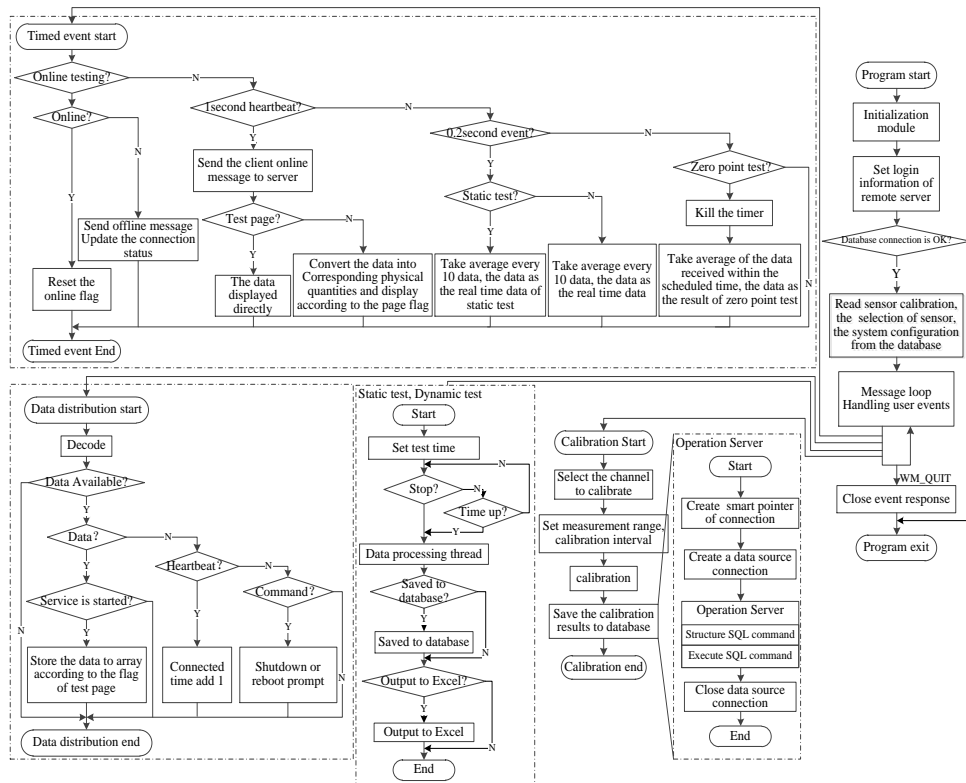 Timed event start
Online testing?
N
Online?
Y
N
Send offline message
Update the connection
status
Reset the
online flag
Timed event End
1second heartbeat?
N
Y
Send the client online
message to server
Test page?
N
Y
The data
displayed
directly
Convert the data into
Corresponding physical
quantities and display
according to the page flag
0.2second event?
N
Y
Static test?
N
Y
Take average every
10 data, the data as
the real time data of
static test
Take average every
10 data, the data as
the real time data
Zero point test?
Y
N
Kill the timer
Take average of the data
received within the
scheduled time, the data as
the result of zero point test
Program start
Initialization
module
Set login
information of
remote server
Database connection is OK?
Y
N
Read sensor calibration,
the selection of sensor,
the system configuration
from the database
Message loop
Handling user events
WM_QUIT
Close event response
Program exit
Data distribution start
Decode
Data Available?
Y
N
Data?
N
Y
Service is started?
Y
Store the data to array
according to the flag
of test page
Heartbeat?
N
Y
Connected
time add 1
Command?
Y
N
Shutdown or
reboot prompt
Data distribution end
Static test, Dynamic test
Start
Set test time
N
Stop?
N
Time up?
Y
Y
Data processing thread
Saved to
database?
Y
Saved to database
N
Output to Excel?
Y
Output to Excel
N
End
Calibration Start
Select the channel
to calibrate
Set measurement range,
calibration interval
calibration
Save the calibration
results to database
Calibration end
Operation Server
Start
Create smart pointer
of connection
Create a data source
connection
Operation Server
Structure SQL command
Execute SQL command
Close data source
connection
End